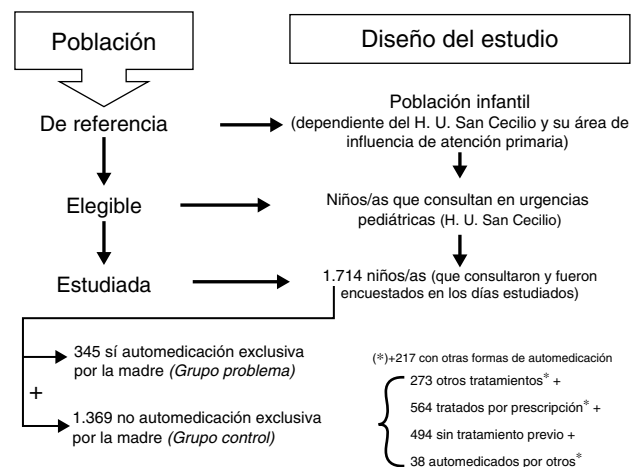 Población
Diseño del estudio
De referencia
Población infantil
(dependiente del H. U. San Cecilio y su área de
influencia de atención primaria)
Elegible
Niños/as que consultan en urgencias
pediátricas (H. U. San Cecilio)
Estudiada
1.714 niños/as (que consultaron y fueron
encuestados en los días estudiados)
345 sí automedicación exclusiva
por la madre (Grupo problema)
+
1.369 no automedicación exclusiva
por la madre (Grupo control)
(*)+217 con otras formas de automedicación
273 otros tratamientos* +
564 tratados por prescripción* +
494 sin tratamiento previo +
38 automedicados por otros*